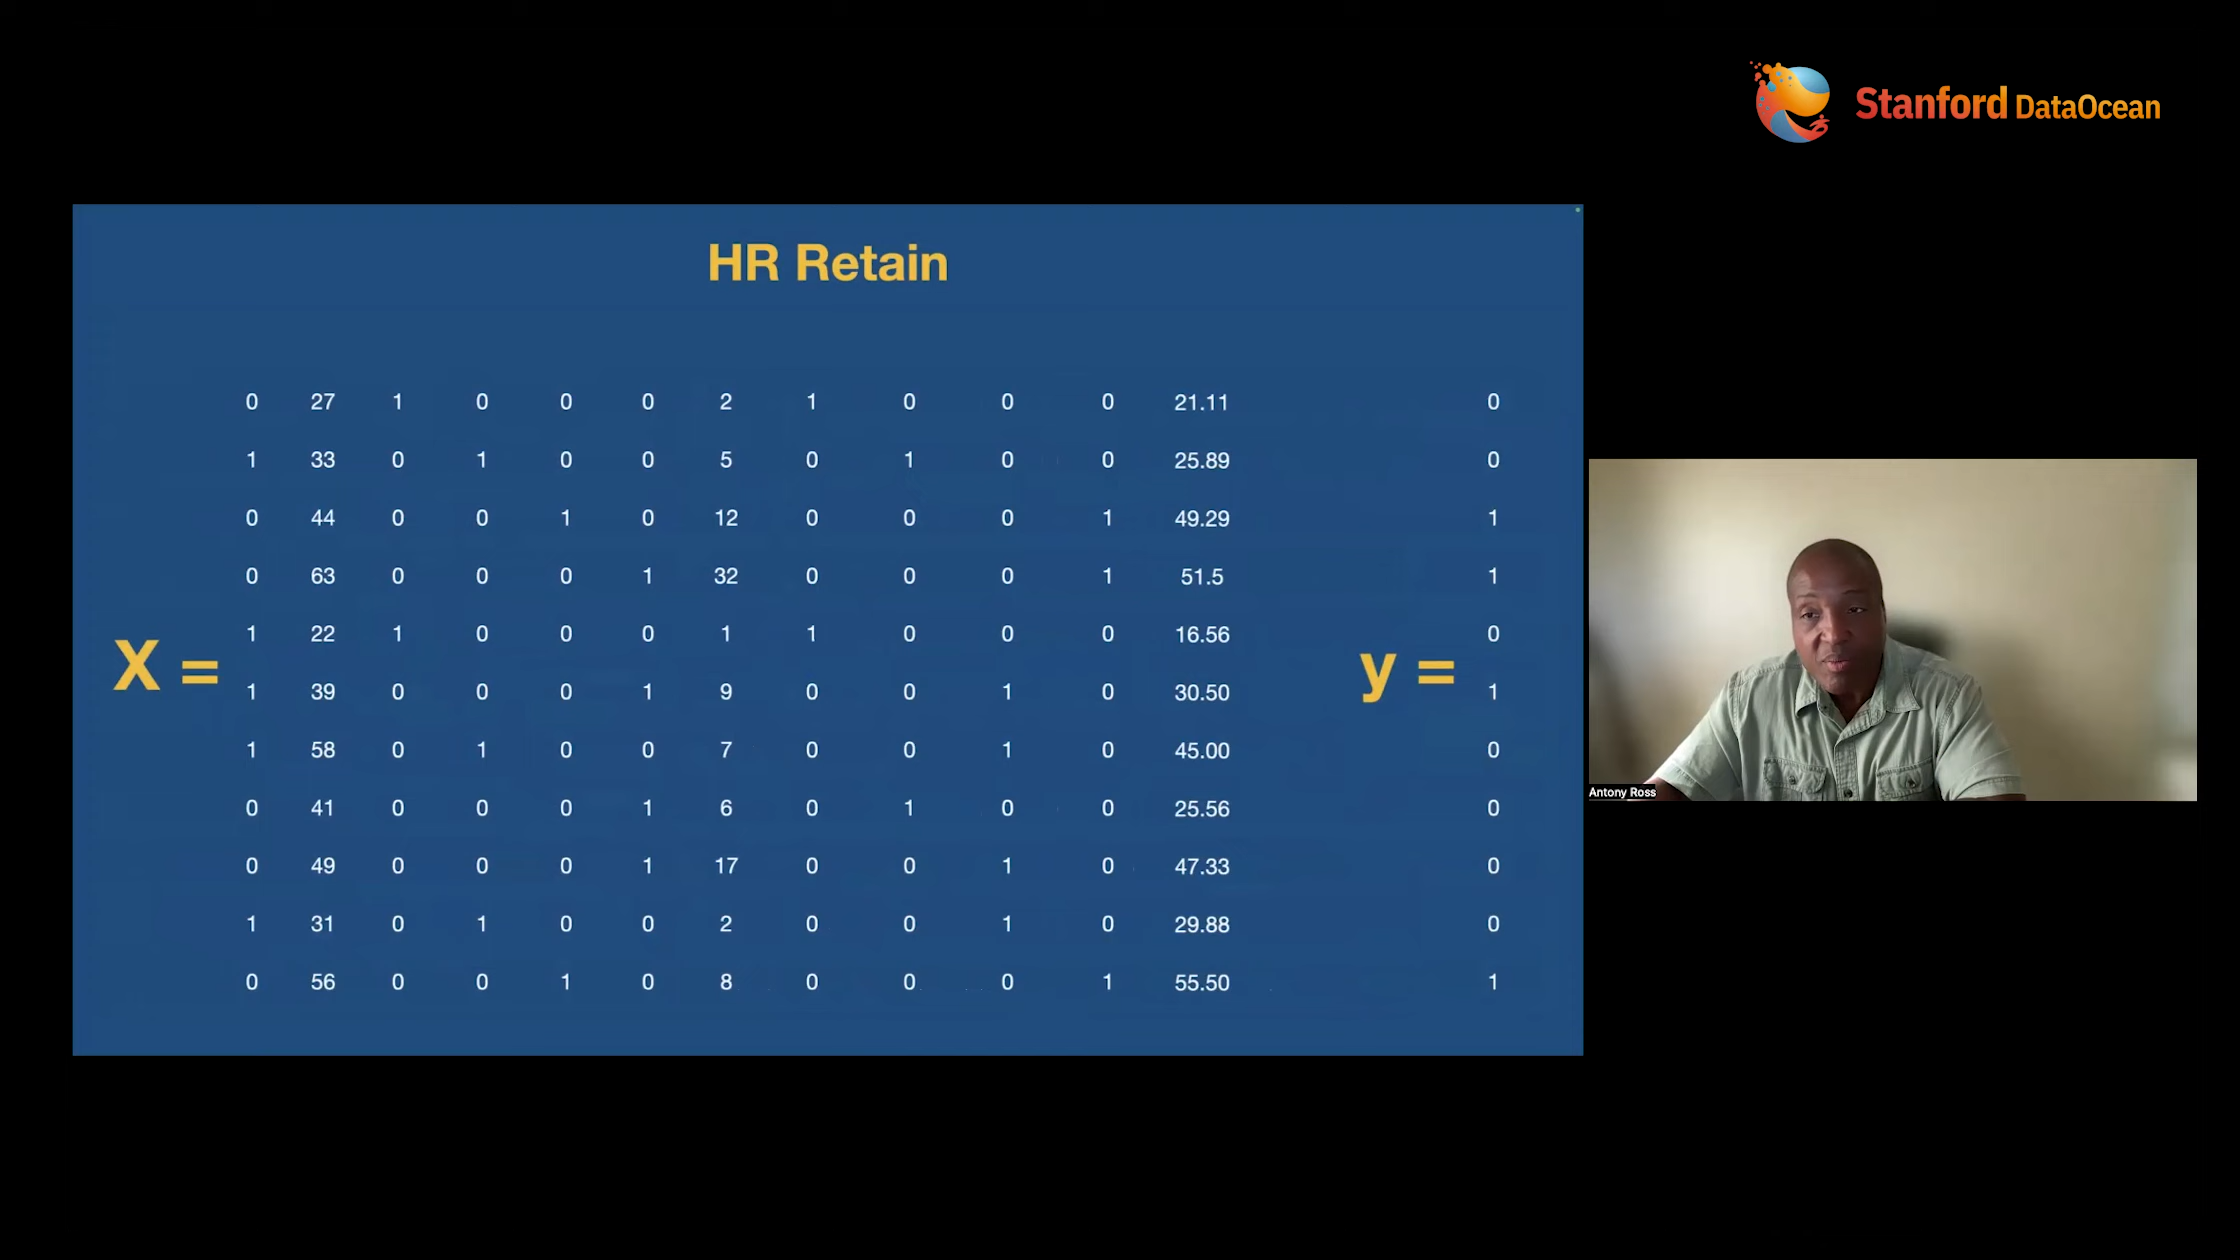 Stanford DataOcean
HR Retain
0 27 1 0 0 0 2 1 0 0 0 21.11 0
1 33 0 1 0 0 5 0 1 0 0 25.89 0
0 44 0 0 1 0 12 0 0 0 1 49.29 1
0 63 0 0 0 1 32 0 0 0 1 51.5 1
1 22 1 0 0 0 1 1 0 0 0 16.56 0
X =
y =
1 39 0 0 0 1 9 0 0 1 0 30.50 1
1 58 0 1 0 0 7 0 0 1 0 45.00 0
0 41 0 0 0 1 6 0 1 0 0 25.56 0
0 49 0 0 0 1 17 0 0 1 0 47.33 0
1 31 0 1 0 0 2 0 0 1 0 29.88 0
0 56 0 0 1 0 8 0 0 0 1 55.50 1
Antony Ross